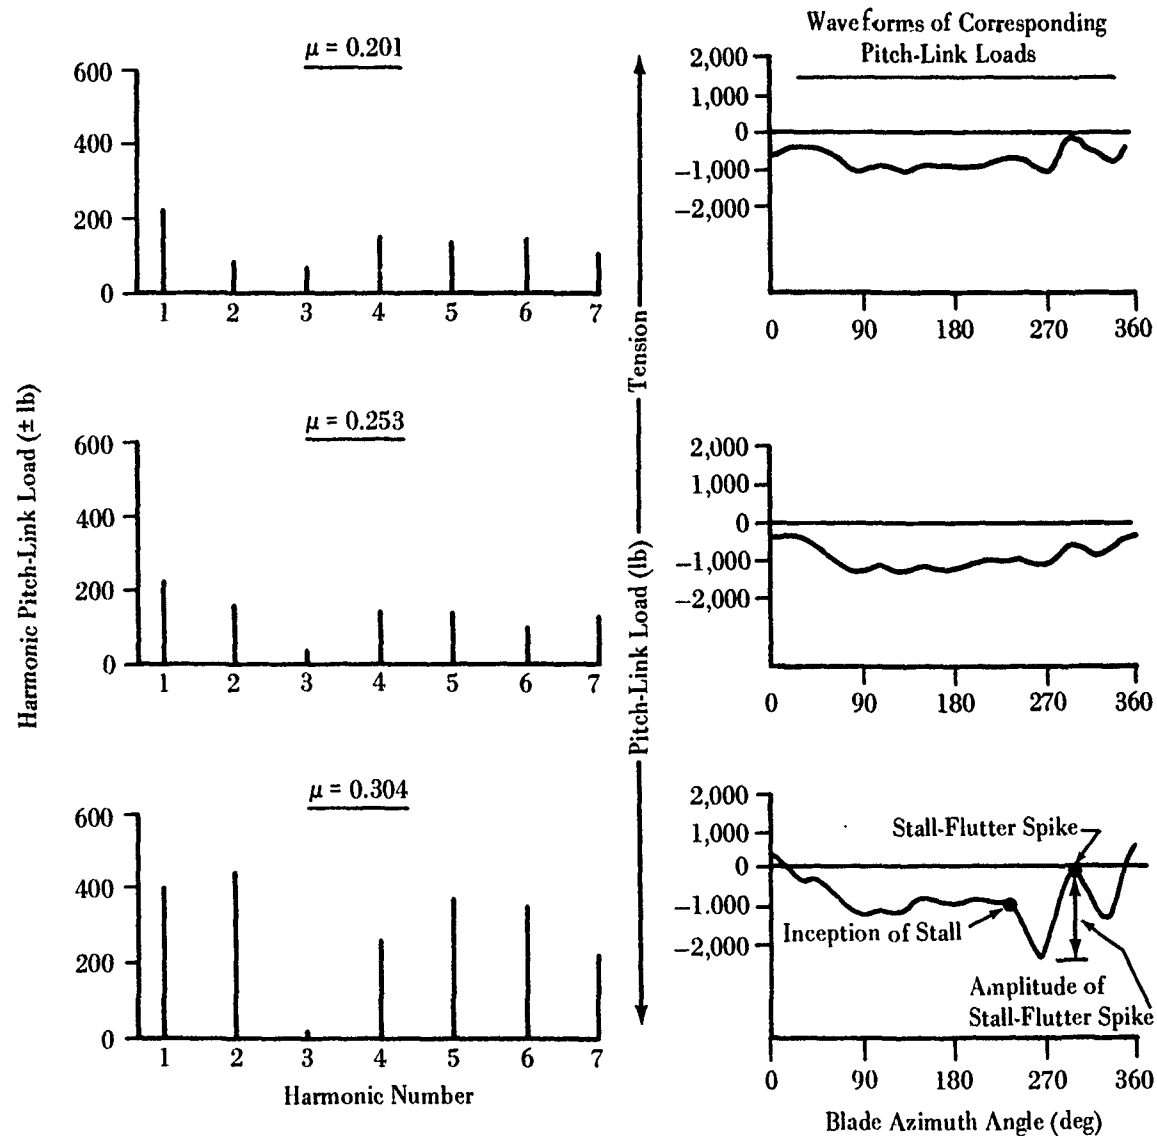 μ = 0.201
600
400
200
0
1 2 3 4 5 6 7
μ = 0.253
600
400
200
0
1 2 3 4 5 6 7
μ = 0.304
600
400
200
0
1 2 3 4 5 6 7
Harmonic Number
Harmonic Pitch-Link Load (± lb)
Tension
Pitch-Link Load (lb)
Waveforms of Corresponding
Pitch-Link Loads
2,000
1,000
0
−1,000
−2,000
0 90 180 270 360
2,000
1,000
0
−1,000
−2,000
0 90 180 270 360
2,000
1,000
0
−1.000
−2,000
Stall-Flutter Spike
Inception of Stall
Amplitude of
Stall-Flutter Spike
0 90 180 270 360
Blade Azimuth Angle (deg)